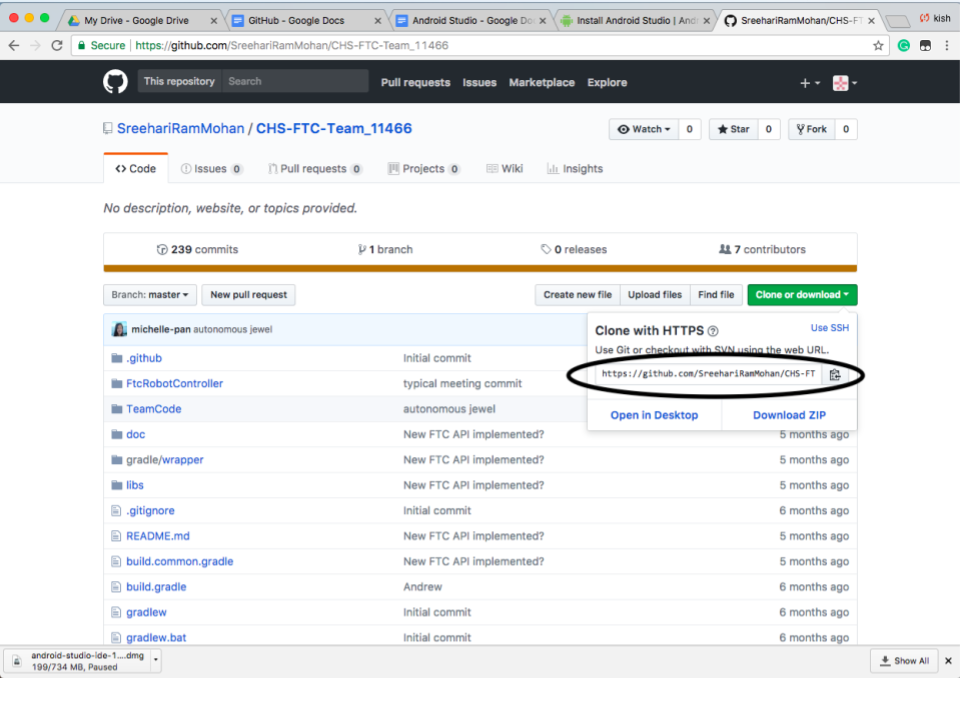 My Drive - Google Drive
GitHub - Google Docs
Android Studio - Google Do
Install Android Studio | And
SreehariRamMohan/CHS-FT
kish
Secure https://github.com/SreehariRamMohan/CHS-FTC-Team_11466
This repository Search Pull requests Issues Marketplace Explore
SreehariRamMohan / CHS-FTC-Team_11466
Watch 0 Star 0 Fork 0
<> Code Issues 0 Pull requests 0 Projects 0 Wiki Insights
No description, website, or topics provided.
239 commits 1 branch 0 releases 7 contributors
Branch: master New pull request Create new file Upload files Find file Clone or download
michelle-pan autonomous jewel
Clone with HTTPS Use SSH
Use Git or checkout with SVN using the web URL.
https://github.com/SreehariRamMohan/CHS-FT
Open in Desktop Download ZIP
.github Initial commit
FtcRobotController typical meeting commit
TeamCode autonomous jewel
doc New FTC API implemented? 5 months ago
gradle/wrapper New FTC API implemented? 5 months ago
libs New FTC API implemented? 5 months ago
.gitignore Initial commit 6 months ago
README.md New FTC API implemented? 5 months ago
build.common.gradle New FTC API implemented? 5 months ago
build.gradle Andrew 6 months ago
gradlew Initial commit 6 months ago
gradlew.bat Initial commit 6 months ago
android-studio-ide-1....dmg
199/734 MB, Paused
Show All